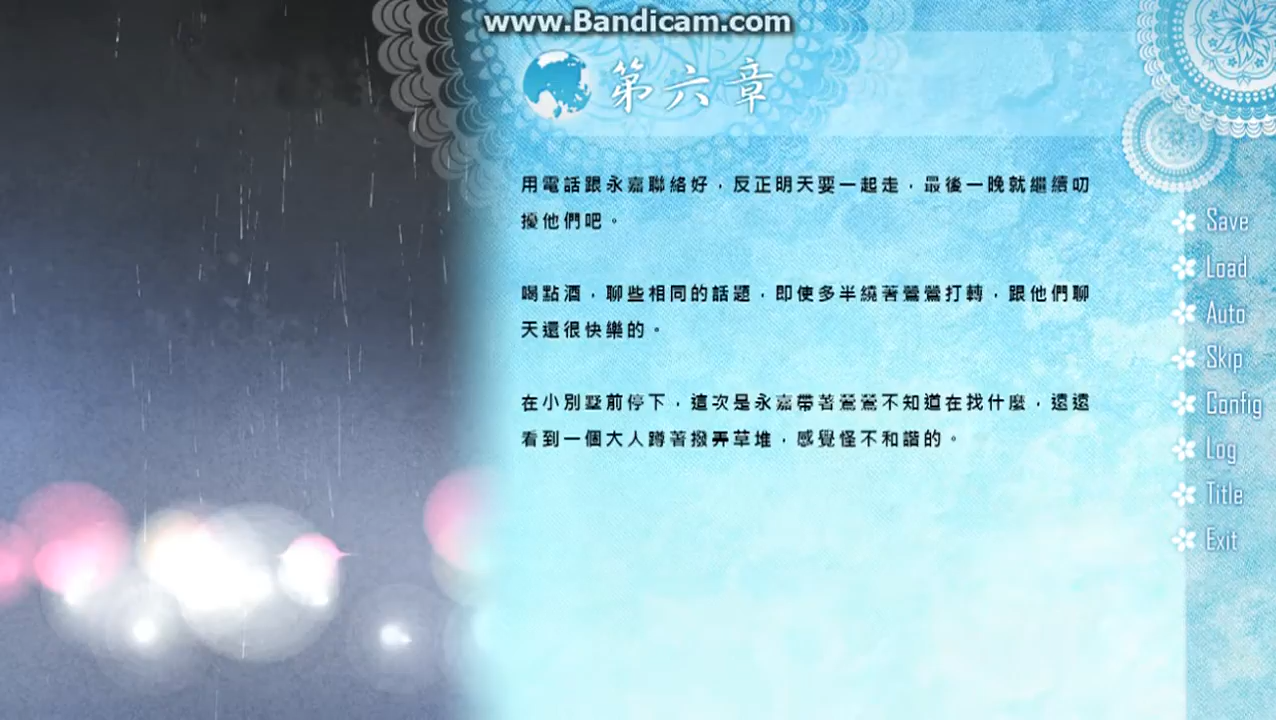 www.Bandicam.com
第六章
用電話跟永嘉聯絡好，反正明天要一起走，最後一晚就繼續叨
擾他們吧。
喝點酒，聊些相同的話題，即使多半繞著鶯鶯打轉，跟他們聊
天還很快樂的。
在小別墅前停下，這次是永嘉帶著鶯鶯不知道在找什麼，遠遠
看到一個大人蹲著撥弄草堆，感覺怪不和諧的。
Save
Load
Auto
Skip
Config
Log
Title
Exit